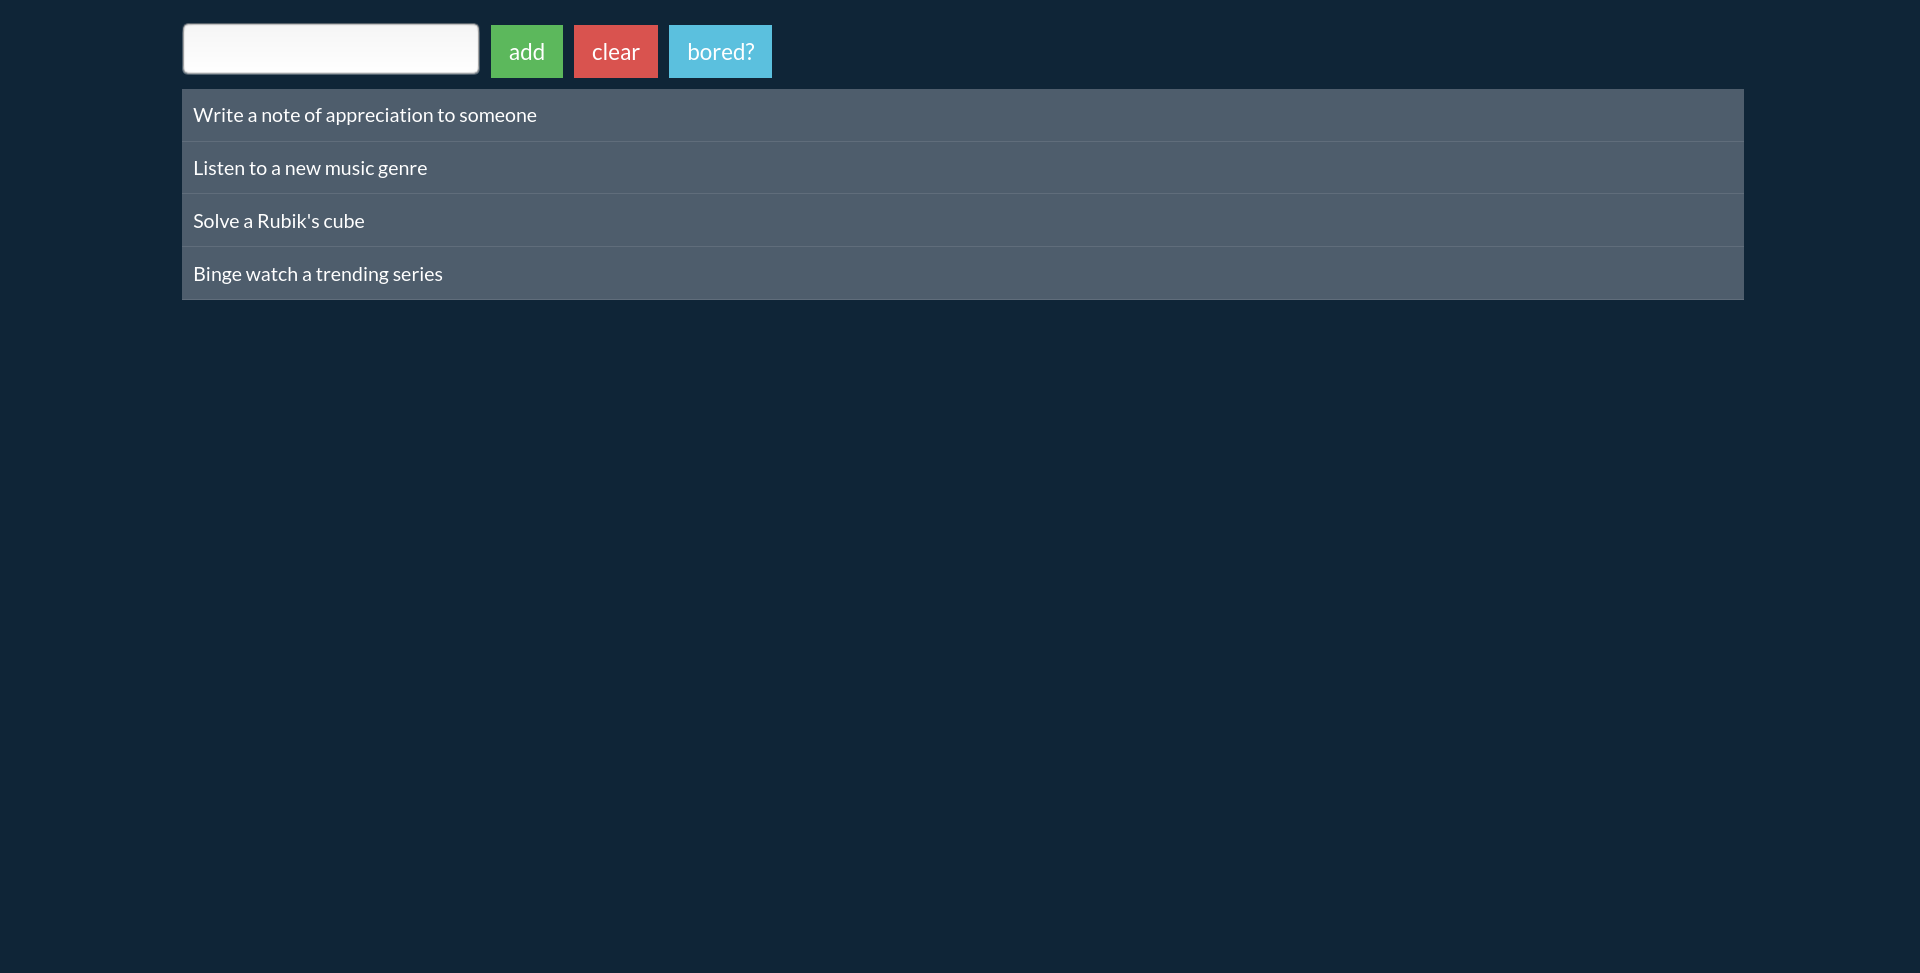 add clear bored?
Write a note of appreciation to someone
Listen to a new music genre
Solve a Rubik's cube
Binge watch a trending series